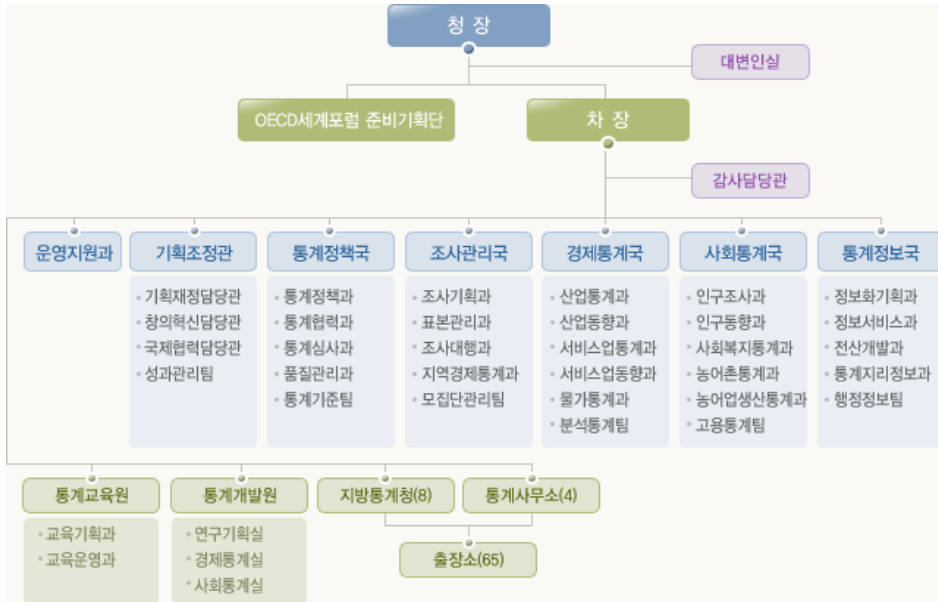 청 장
대변인실
OECD세계포럼 준비기획단
차 장
감사담당관
운영지원과
기획조정관
통계정책국
조사관리국
경제통계국
사회통계국
통계정보국
기획재정담당관
창의혁신담당관
국제협력담당관
성과관리팀
통계정책과
통계협력과
통계심사과
품질관리과
통계기준팀
조사기획과
표본관리과
조사대행과
지역경제통계과
모집단관리팀
산업통계과
산업동향과
서비스업통계과
서비스업동향과
물가통계과
분석통계팀
인구조사과
인구동향과
사회복지통계과
농어촌통계과
농어업생산통계과
고용통계팀
정보화기획과
정보서비스과
전산개발과
통계지리정보과
행정정보팀
통계교육원
통계개발원
지방통계청(8)
통계사무소(4)
교육기획과
교육운영과
연구기획실
경제통계실
사회통계실
출장소(65)